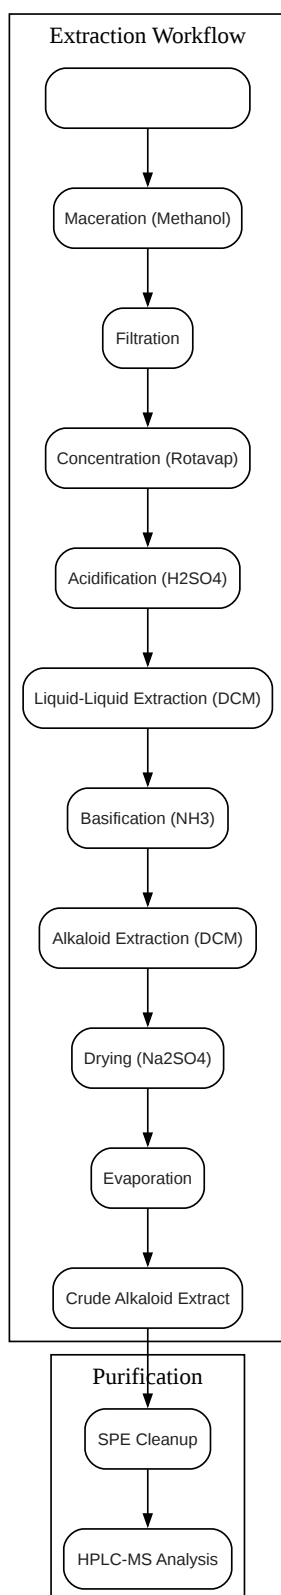 Extraction Workflow
Maceration (Methanol)
Filtration
Concentration (Rotavap)
Acidification (H2SO4)
Liquid-Liquid Extraction (DCM)
Basification (NH3)
Alkaloid Extraction (DCM)
Drying (Na2SO4)
Evaporation
Crude Alkaloid Extract
Purification
SPE Cleanup
HPLC-MS Analysis